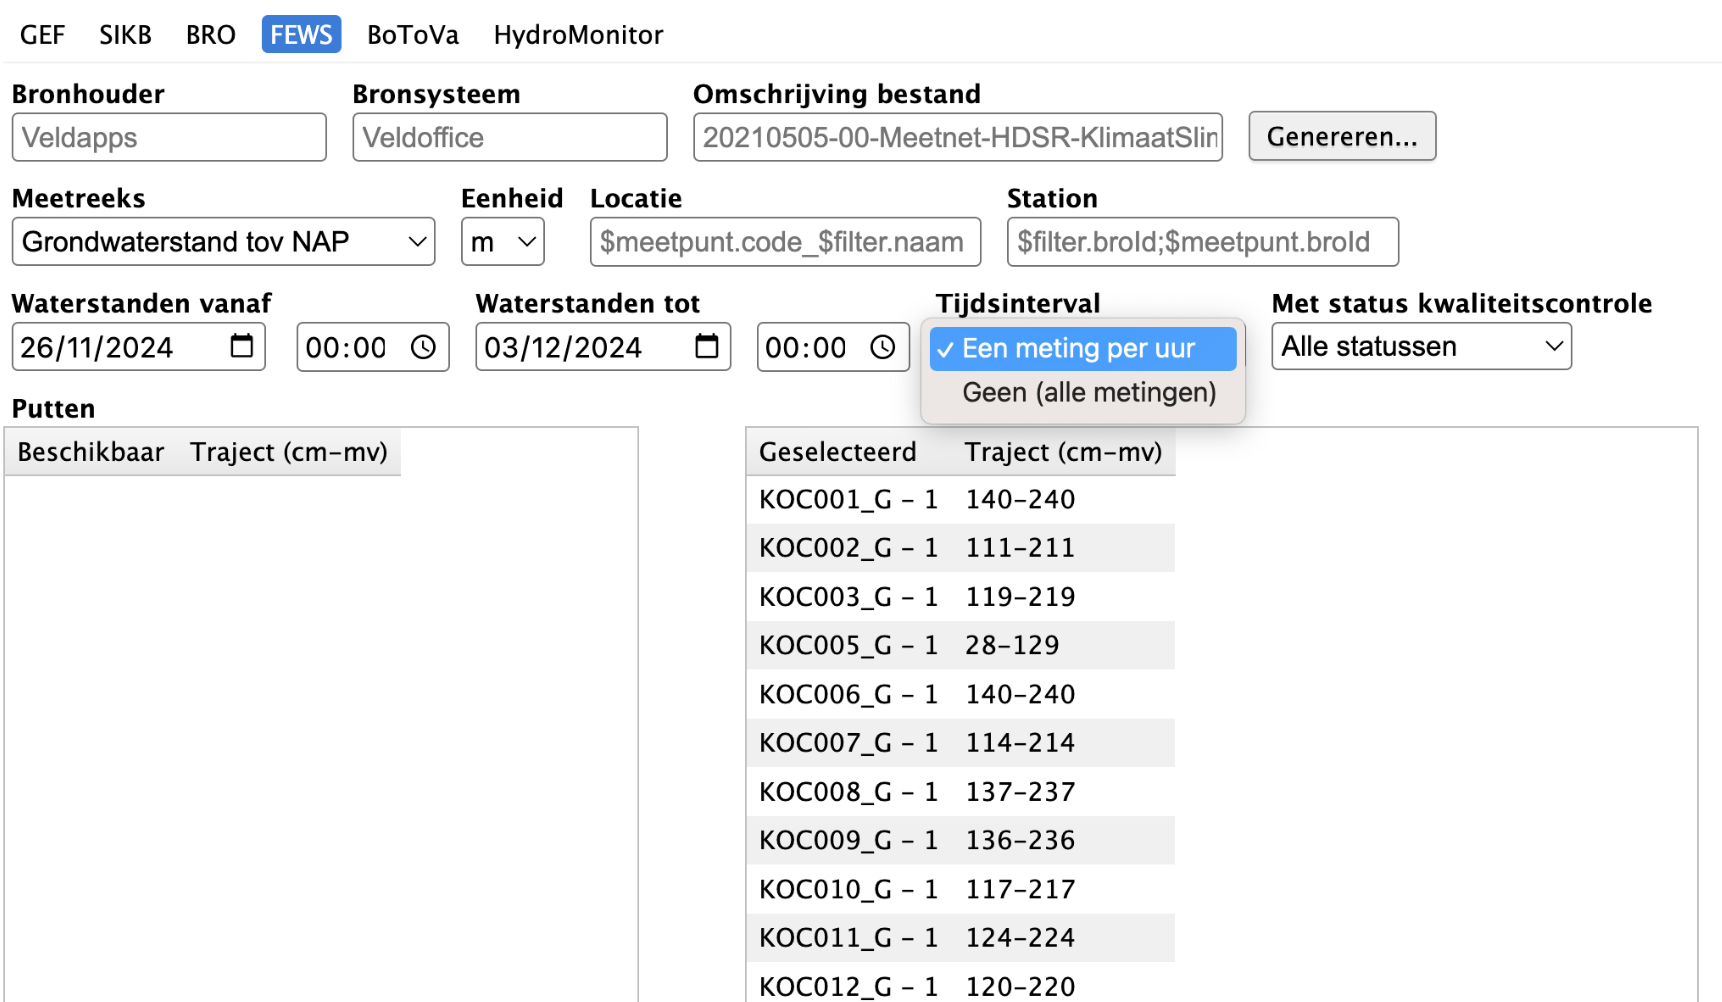 GEF SIKB BRO FEWS BoToVa HydroMonitor
Bronhouder Bronsysteem Omschrijving bestand
Veldapps Veldoffice 20210505-00-Meetnet-HDSR-KlimaatSlin Genereren...
Meetreeks Eenheid Locatie Station
Grondwaterstand tov NAP m $meetpunt.code_$filter.naam $filter.broId;$meetpunt.broId
Waterstanden vanaf Waterstanden tot Tijdsinterval Met status kwaliteitscontrole
26/11/2024 00:00 03/12/2024 00:00 ✓ Een meting per uur Alle statussen
Geen (alle metingen)
Putten
Beschikbaar Traject (cm-mv) Geselecteerd Traject (cm-mv)
KOC001_G - 1 140-240
KOC002_G - 1 111-211
KOC003_G - 1 119-219
KOC005_G - 1 28-129
KOC006_G - 1 140-240
KOC007_G - 1 114-214
KOC008_G - 1 137-237
KOC009_G - 1 136-236
KOC010_G - 1 117-217
KOC011_G - 1 124-224
KOC012_G - 1 120-220